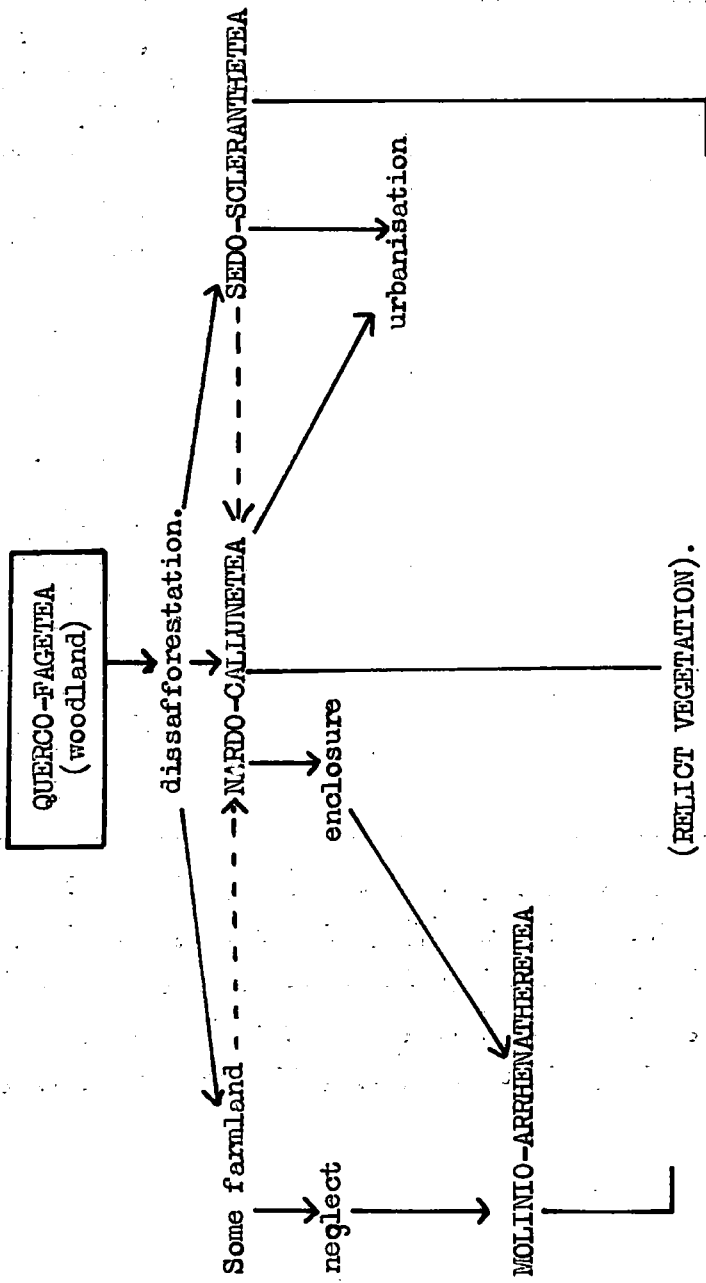 QUERCO-FAGETEA
(woodland)
dissafforestation.
Some farmland
NARDO-CALLUNETEA
SEDO-SCLERANTHETEA
neglect
enclosure
urbanisation
MOLINIO-ARRHENATHERETEA
(RELICT VEGETATION).